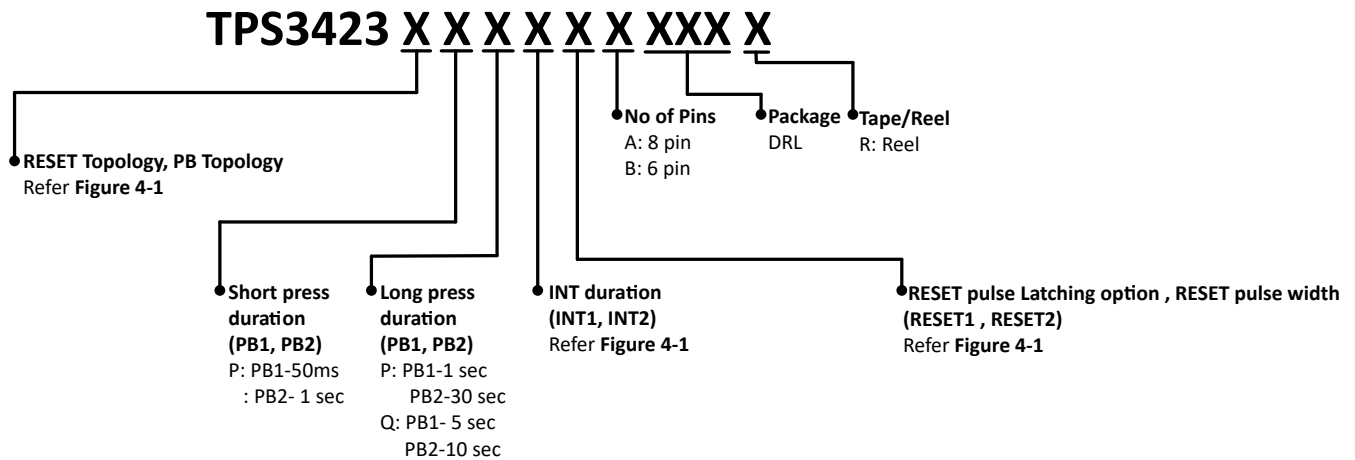 TPS3423 X X X X X X XXX X
RESET Topology, PB Topology
Refer Figure 4-1
No of Pins
A: 8 pin
B: 6 pin
Package
DRL
Tape/Reel
R: Reel
Short press
duration
(PB1, PB2)
P: PB1-50ms
: PB2- 1 sec
Long press
duration
(PB1, PB2)
P: PB1-1 sec
PB2-30 sec
Q: PB1- 5 sec
PB2-10 sec
INT duration
(INT1, INT2)
Refer Figure 4-1
RESET pulse Latching option , RESET pulse width
(RESET1 , RESET2)
Refer Figure 4-1